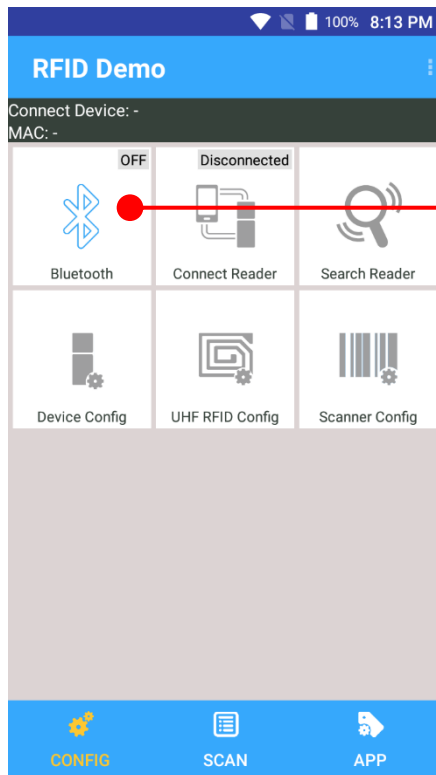 100% 8:13 PM
RFID Demo
Connect Device: -
MAC: -
OFF
Disconnected
Bluetooth
Connect Reader
Search Reader
Device Config
UHF RFID Config
Scanner Config
CONFIG
SCAN
APP